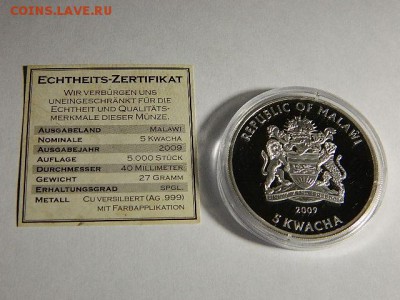 COINS.LAVE.RU
ECHTHEITS-ZERTIFIKAT
WIR VERBÜRGEN UNS
UNEINGESCHRÄNKT FÜR DIE
ECHTHEIT UND QUALITÄTS-
MERKMALE DIESER MÜNZE.
AUSGABELAND MALAWI
NOMINALE 5 KWACHA
AUSGABEJAHR 2009
AUFLAGE 5.000 STÜCK
DURCHMESSER 40 MILLIMETER
GEWICHT 27 GRAMM
ERHALTUNGSGRAD SPGL.
METALL CU VERSILBERT (AG .999)
MIT FARBAPPLIKATION
REPUBLIC OF MALAWI
2009
5 KWACHA